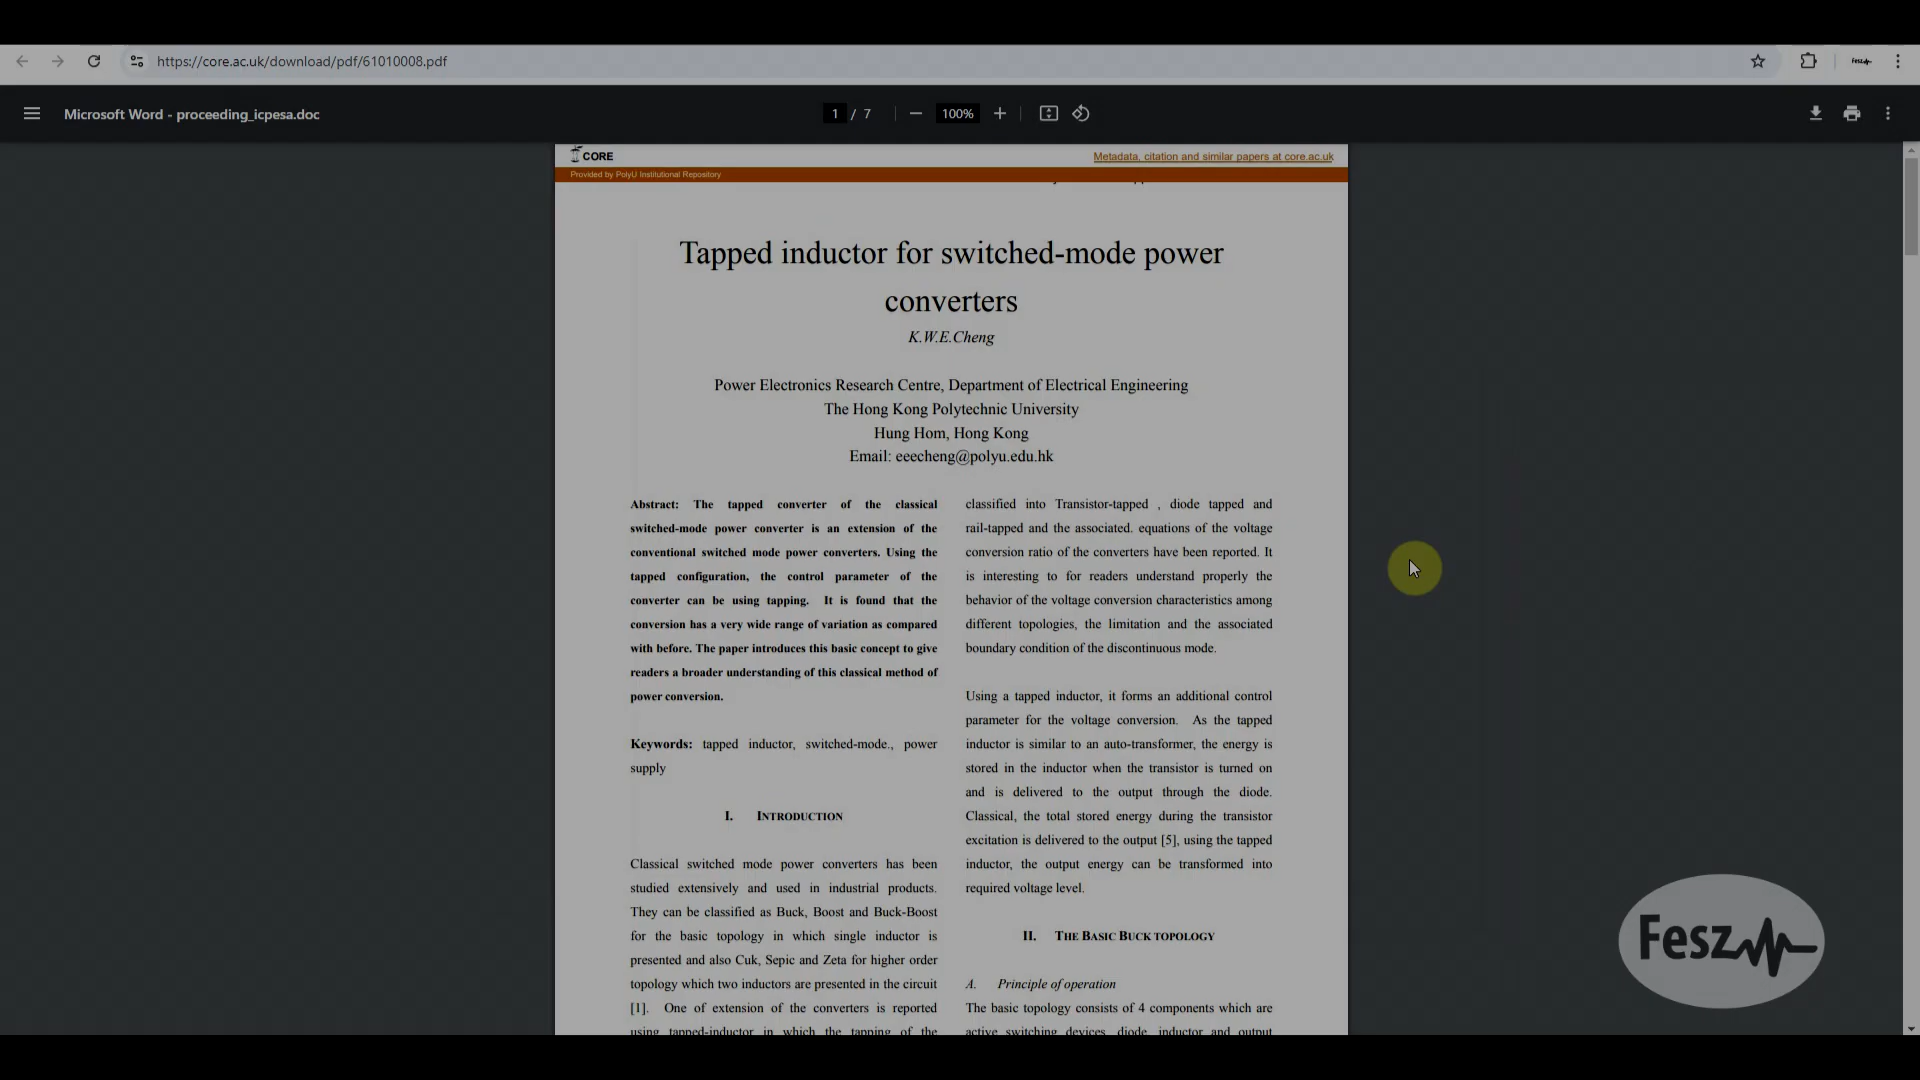 https://core.ac.uk/download/pdf/61010008.pdf
Fesz
Microsoft Word - proceeding_icpesa.doc
1 / 7
100%
CORE
Metadata, citation and similar papers at core.ac.uk
Provided by PolyU Institutional Repository
Tapped inductor for switched-mode power
converters
K.W.E.Cheng
Power Electronics Research Centre, Department of Electrical Engineering
The Hong Kong Polytechnic University
Hung Hom, Hong Kong
Email: eeecheng@polyu.edu.hk
Abstract: The tapped converter of the classical
switched-mode power converter is an extension of the
conventional switched mode power converters. Using the
tapped configuration, the control parameter of the
converter can be using tapping. It is found that the
conversion has a very wide range of variation as compared
with before. The paper introduces this basic concept to give
readers a broader understanding of this classical method of
power conversion.
Keywords: tapped inductor, switched-mode., power
supply
I. INTRODUCTION
Classical switched mode power converters has been
studied extensively and used in industrial products.
They can be classified as Buck, Boost and Buck-Boost
for the basic topology in which single inductor is
presented and also Cuk, Sepic and Zeta for higher order
topology which two inductors are presented in the circuit
[1]. One of extension of the converters is reported
using tapped-inductor in which the tapping of the
classified into Transistor-tapped , diode tapped and
rail-tapped and the associated. equations of the voltage
conversion ratio of the converters have been reported. It
is interesting to for readers understand properly the
behavior of the voltage conversion characteristics among
different topologies, the limitation and the associated
boundary condition of the discontinuous mode.
Using a tapped inductor, it forms an additional control
parameter for the voltage conversion. As the tapped
inductor is similar to an auto-transformer, the energy is
stored in the inductor when the transistor is turned on
and is delivered to the output through the diode.
Classical, the total stored energy during the transistor
excitation is delivered to the output [5], using the tapped
inductor, the output energy can be transformed into
required voltage level.
II. THE BASIC BUCK TOPOLOGY
A. Principle of operation
The basic topology consists of 4 components which are
active switching devices, diode, inductor and output
Fesz